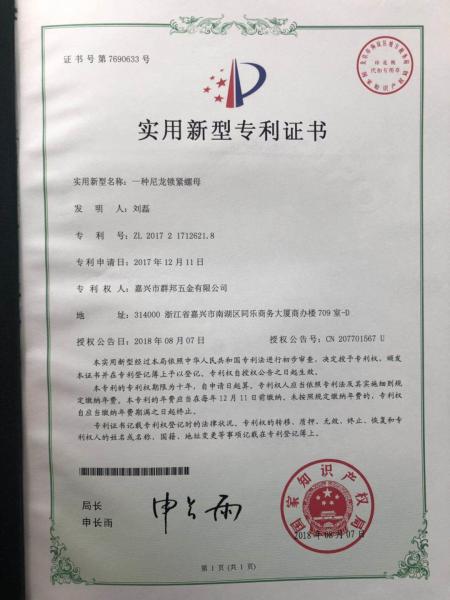 证书号第7690633号
实用新型专利证书
实用新型名称：一种尼龙锁紧螺母
发明人：刘磊
专利号：ZL 2017 2 1712621.8
专利申请日：2017年12月11日
专利权人：嘉兴市群邦五金有限公司
地址：314000 浙江省嘉兴市南湖区同乐商务大厦商办楼709室-D
授权公告日：2018年08月07日 授权公告号：CN 207701567 U
本实用新型经过本局依照中华人民共和国专利法进行初步审查，决定授予专利权，颁发
本证书并在专利登记簿上予以登记。专利权自授权公告之日起生效。
本专利的专利权期限为十年，自申请日起算。专利权人应当依照专利法及其实施细则规
定缴纳年费。本专利的年费应当在每年12月11日前缴纳。未按照规定缴纳年费的，专利权
自应当缴纳年费期满之日起终止。
专利证书记载专利权登记时的法律状况。专利权的转移、质押、无效、终止、恢复和专
利权人的姓名或名称、国籍、地址变更等事项记载在专利登记簿上。
局长
申长雨
申长雨
国家知识产权局
2018年08月07日
第1页(共1页)